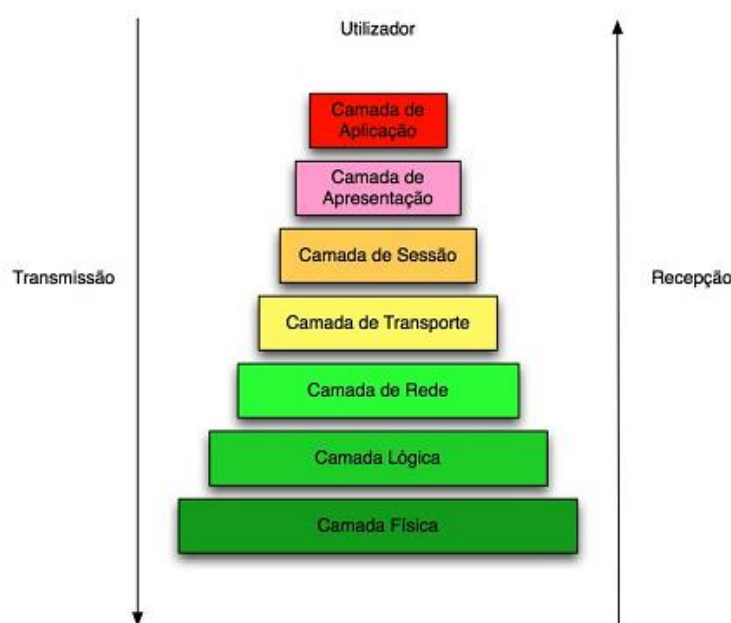 Utilizador
Camada de
Aplicação
Camada de
Apresentação
Camada de Sessão
Transmissão
Recepção
Camada de Transporte
Camada de Rede
Camada Lógica
Camada Física